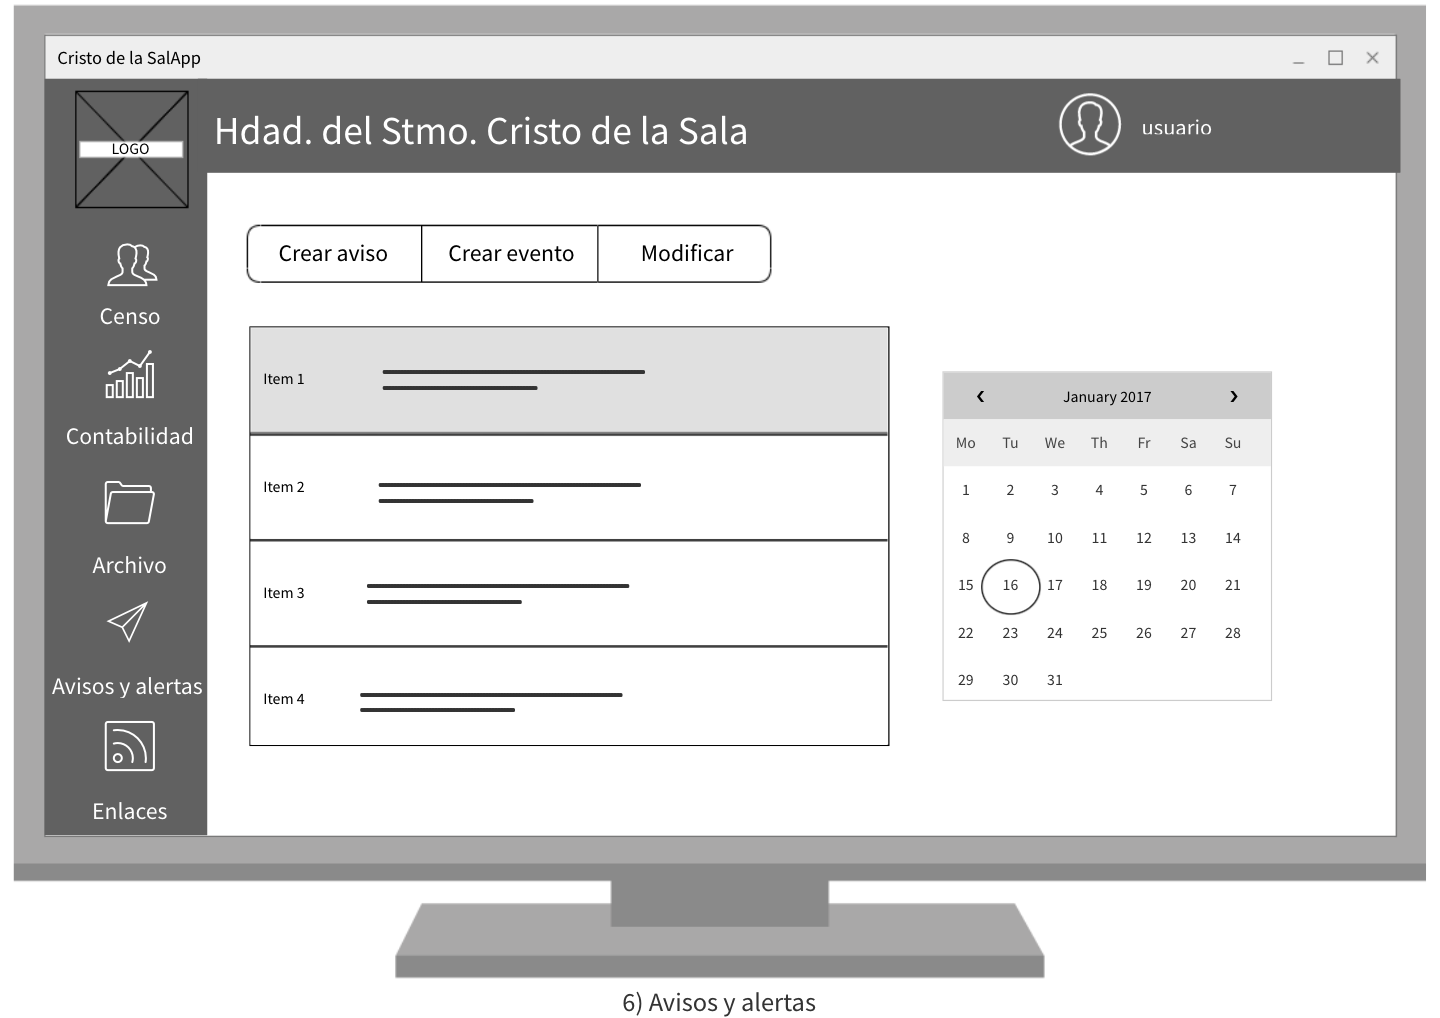 Cristo de la SalApp
LOGO
Hdad. del Stmo. Cristo de la Sala
usuario
Censo
Contabilidad
Archivo
Avisos y alertas
Enlaces
Crear aviso Crear evento Modificar
Item 1
Item 2
Item 3
Item 4
January 2017
Mo Tu We Th Fr Sa Su
1 2 3 4 5 6 7
8 9 10 11 12 13 14
15 16 17 18 19 20 21
22 23 24 25 26 27 28
29 30 31
6) Avisos y alertas